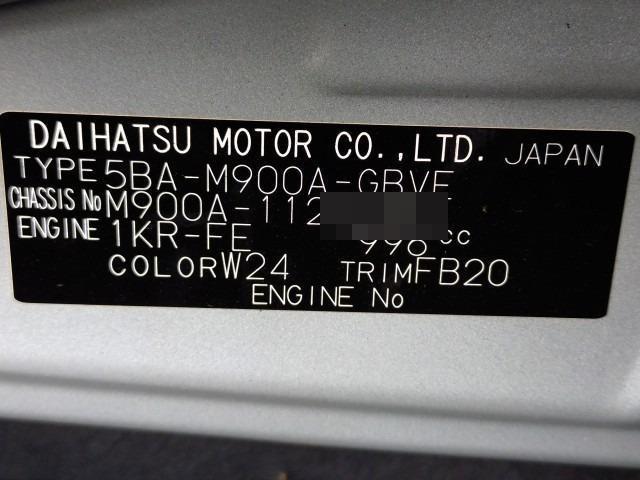 DAIHATSU MOTOR CO.,LTD. JAPAN
TYPE 5BA-M900A-GBVE
CHASSIS No M900A-112
ENGINE 1KR-FE 996 cc
COLOR W24 TRIM FB20
ENGINE No